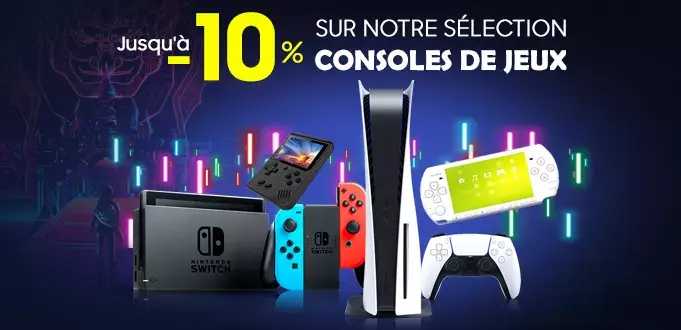 Jusqu'à
-10%
SUR NOTRE SÉLECTION
CONSOLES DE JEUX
NINTENDO
SWITCH